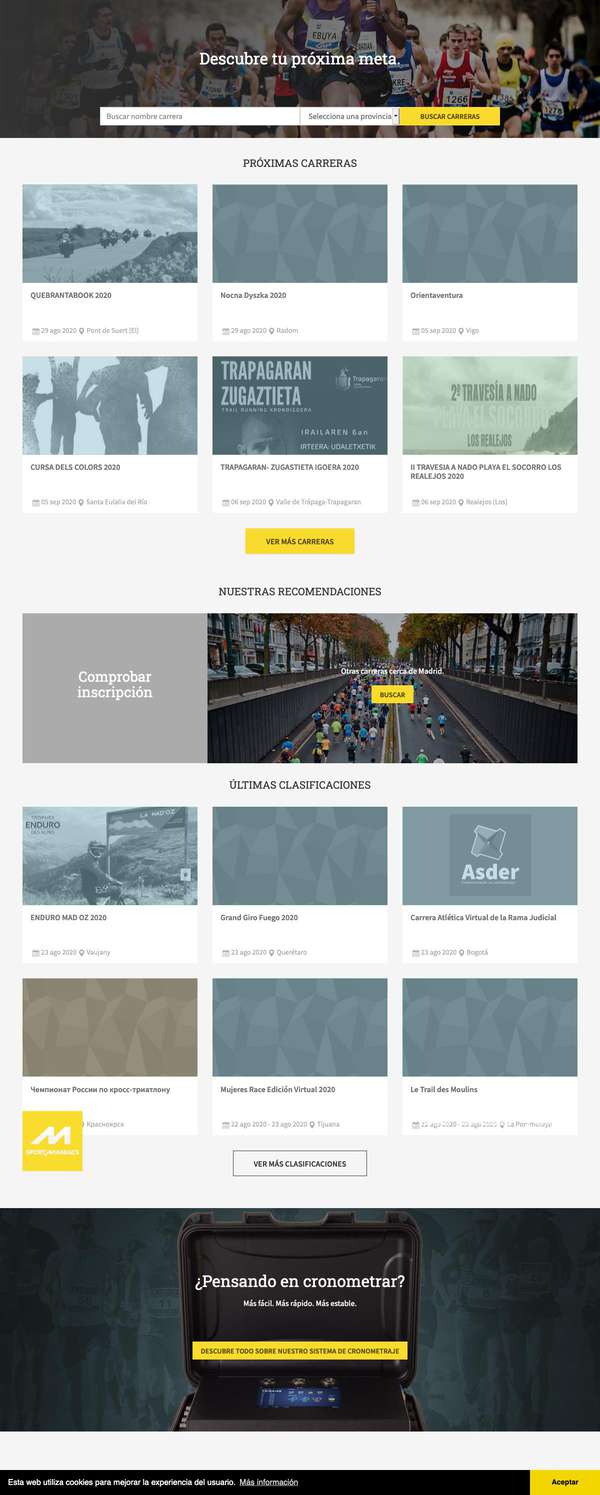 EBUYA
1266
1276
Descubre tu próxima meta.
Buscar nombre carrera
Selecciona una provincia
BUSCAR CARRERAS
PRÓXIMAS CARRERAS
QUEBRANTABOOK 2020
29 ago 2020 Pont de Suert (El)
Nocna Dyszka 2020
29 ago 2020 Radom
Orientaventura
05 sep 2020 Vigo
TRAPAGARAN
ZUGAZTIETA
TRAIL RUNNING KRONOIGOERA
Trapagaran
IRAILAREN 6an
IRTEERA: UDALETXETIK
2ª TRAVESÍA A NADO
PLAYA EL SOCORRO
LOS REALEJOS
CURSA DELS COLORS 2020
05 sep 2020 Santa Eulalia del Río
TRAPAGARAN- ZUGASTIETA IGOERA 2020
06 sep 2020 Valle de Trápaga-Trapagaran
II TRAVESIA A NADO PLAYA EL SOCORRO LOS
REALEJOS 2020
06 sep 2020 Realejos (Los)
VER MÁS CARRERAS
NUESTRAS RECOMENDACIONES
Comprobar
inscripción
Otras carreras cerca de Madrid.
BUSCAR
ÚLTIMAS CLASIFICACIONES
ENDURO
DES ALPES
LA MAD'OZ
Asder
ENDURO MAD OZ 2020
23 ago 2020 Vaujany
Grand Giro Fuego 2020
23 ago 2020 Querétaro
Carrera Atlética Virtual de la Rama Judicial
23 ago 2020 Bogotá
Чемпионат России по кросс-триатлону
Красноярск
Mujeres Race Edición Virtual 2020
22 ago 2020 - 23 ago 2020 Tijuana
Le Trail des Moulins
22 ago 2020 - 23 ago 2020
SPORTMANIACS
VER MÁS CLASIFICACIONES
¿Pensando en cronometrar?
Más fácil. Más rápido. Más estable.
DESCUBRE TODO SOBRE NUESTRO SISTEMA DE CRONOMETRAJE
Esta web utiliza cookies para mejorar la experiencia del usuario. Más información
Aceptar